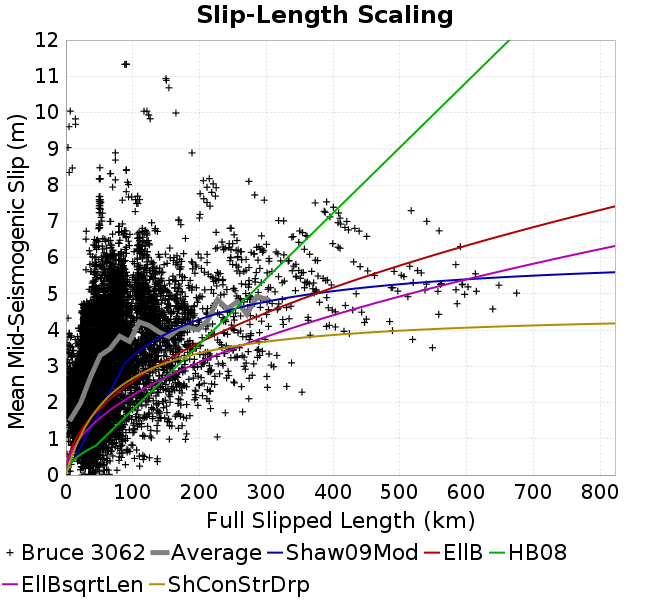 Slip-Length Scaling
Mean Mid-Seismogenic Slip (m)
12
11
10
9
8
7
6
5
4
3
2
1
0
0 100 200 300 400 500 600 700 800
Full Slipped Length (km)
Bruce 3062 Average Shaw09Mod EllB HB08
EllBsqrtLen ShConStrDrp